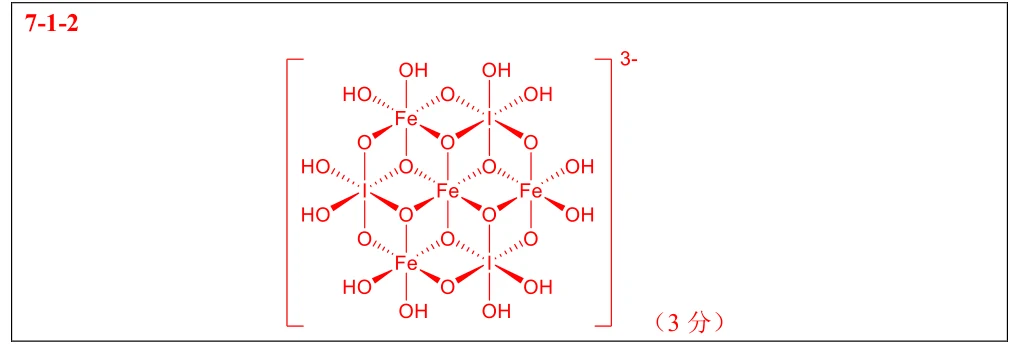 7-1-2
3-
OH OH
HO O OH
Fe I
O O O
HO O O OH
I Fe Fe
HO O O OH
O O O
Fe I
HO O OH
OH OH
（3 分）